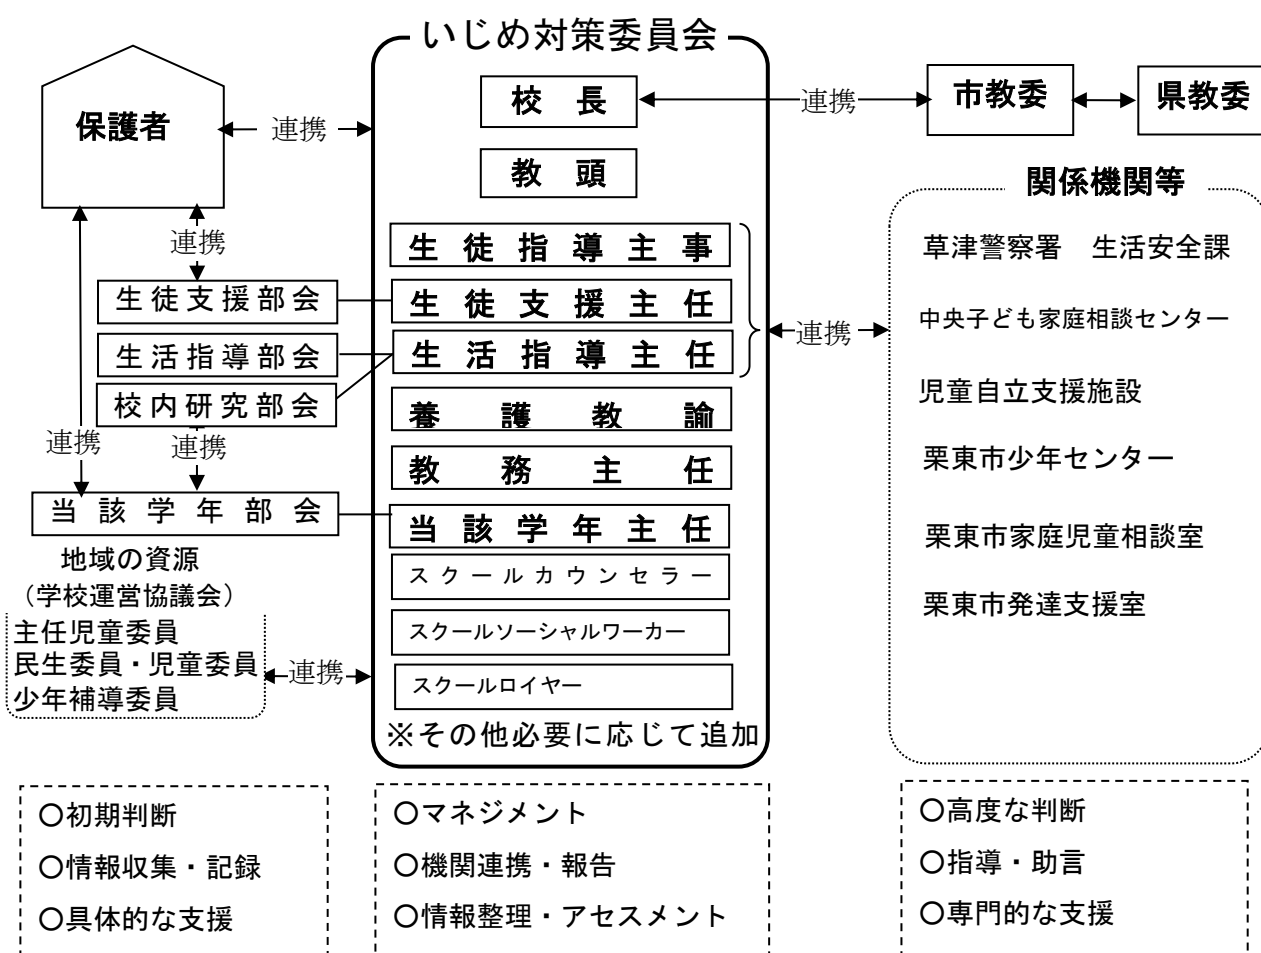 いじめ対策委員会
保護者
連携
校長
連携
市教委
県教委
教頭
関係機関等
連携
生徒指導主事
草津警察署　生活安全課
生徒支援部会
生徒支援主任
中央子ども家庭相談センター
生活指導部会
生活指導主任
連携
校内研究部会
養護教諭
児童自立支援施設
連携
連携
教務主任
栗東市少年センター
当該学年部会
当該学年主任
栗東市家庭児童相談室
地域の資源
（学校運営協議会）
スクールカウンセラー
主任児童委員
民生委員・児童委員
少年補導委員
連携
スクールソーシャルワーカー
栗東市発達支援室
スクールロイヤー
※その他必要に応じて追加
〇初期判断
〇情報収集・記録
〇具体的な支援
〇マネジメント
〇機関連携・報告
〇情報整理・アセスメント
〇高度な判断
〇指導・助言
〇専門的な支援